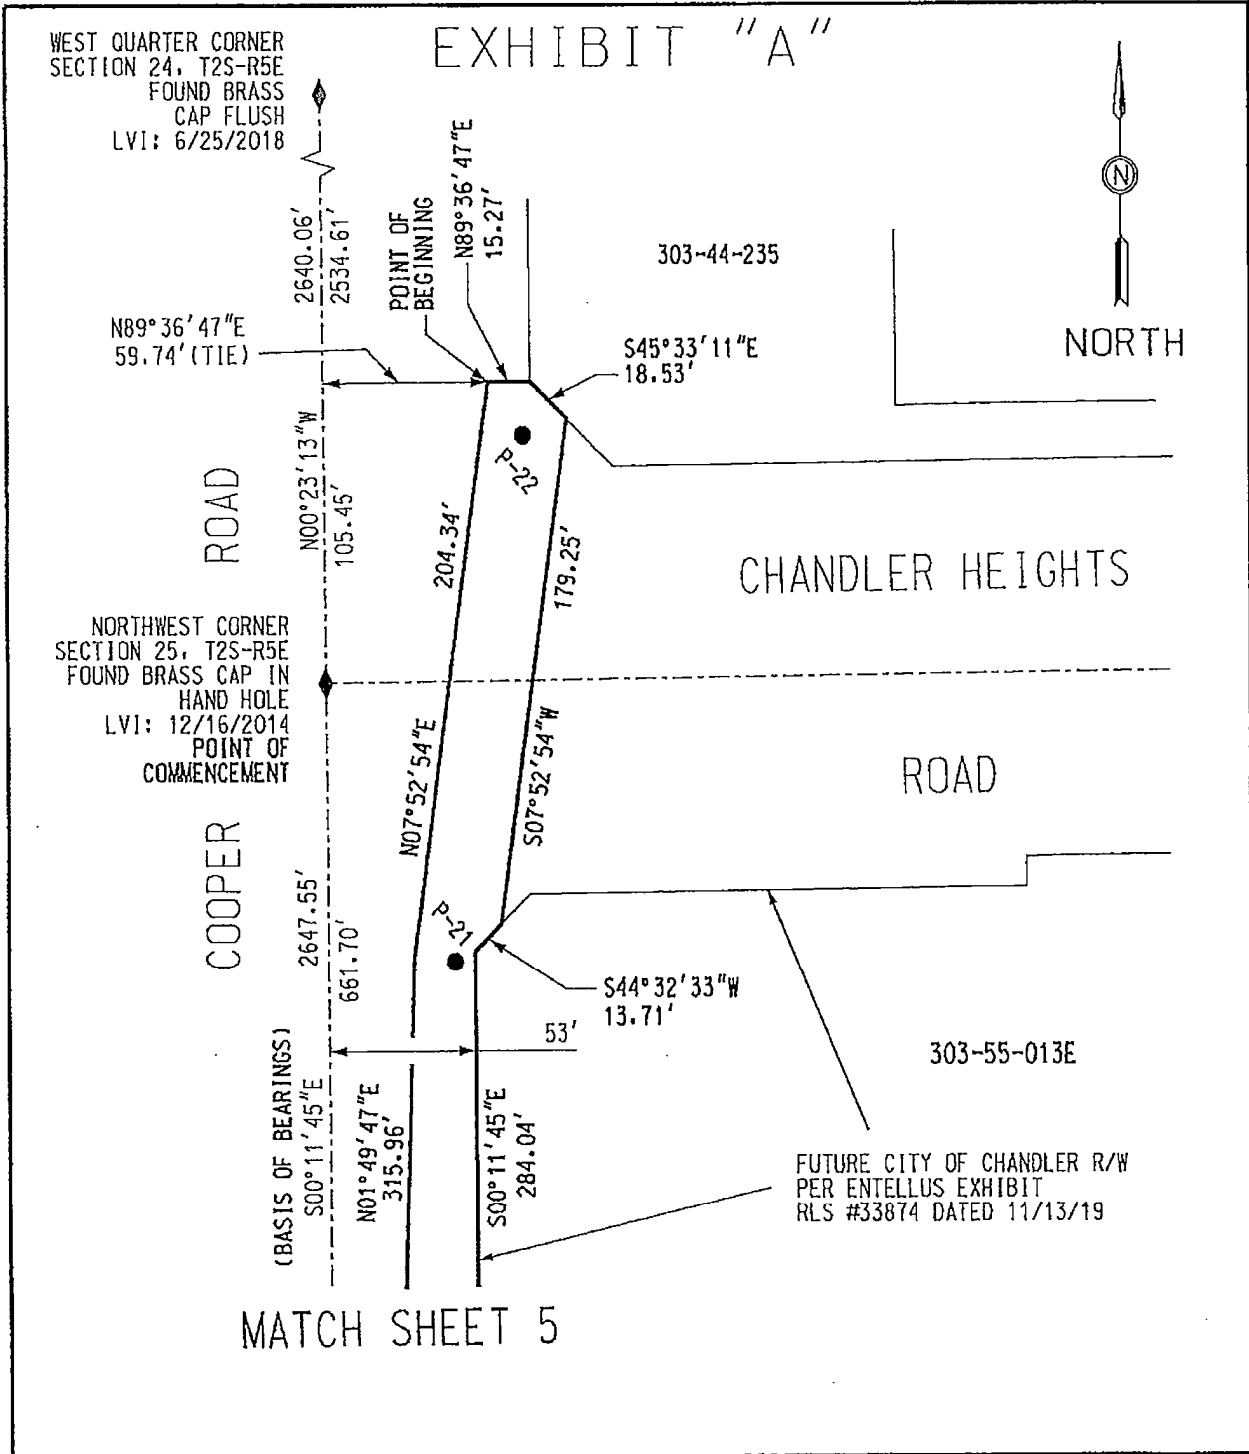 EXHIBIT "A"
WEST QUARTER CORNER
SECTION 24, T2S-R5E
FOUND BRASS
CAP FLUSH
LVI: 6/25/2018
2640.06'
2534.61'
POINT OF
BEGINNING
N89°36'47"E
15.27'
303-44-235
N
NORTH
N89°36'47"E
59.74'(TIE)
S45°33'11"E
18.53'
P-22
ROAD
N00°23'13"W
105.45'
204.34'
179.25'
CHANDLER HEIGHTS
NORTHWEST CORNER
SECTION 25, T2S-R5E
FOUND BRASS CAP IN
HAND HOLE
LVI: 12/16/2014
POINT OF
COMMENCEMENT
N07°52'54"E
S07°52'54"W
ROAD
COOPER
2647.55'
661.70'
P-21
S44°32'33"W
13.71'
53'
303-55-013E
(BASIS OF BEARINGS)
S00°11'45"E
N01°49'47"E
315.96'
S00°11'45"E
284.04'
FUTURE CITY OF CHANDLER R/W
PER ENTELLUS EXHIBIT
RLS #33874 DATED 11/13/19
MATCH SHEET 5